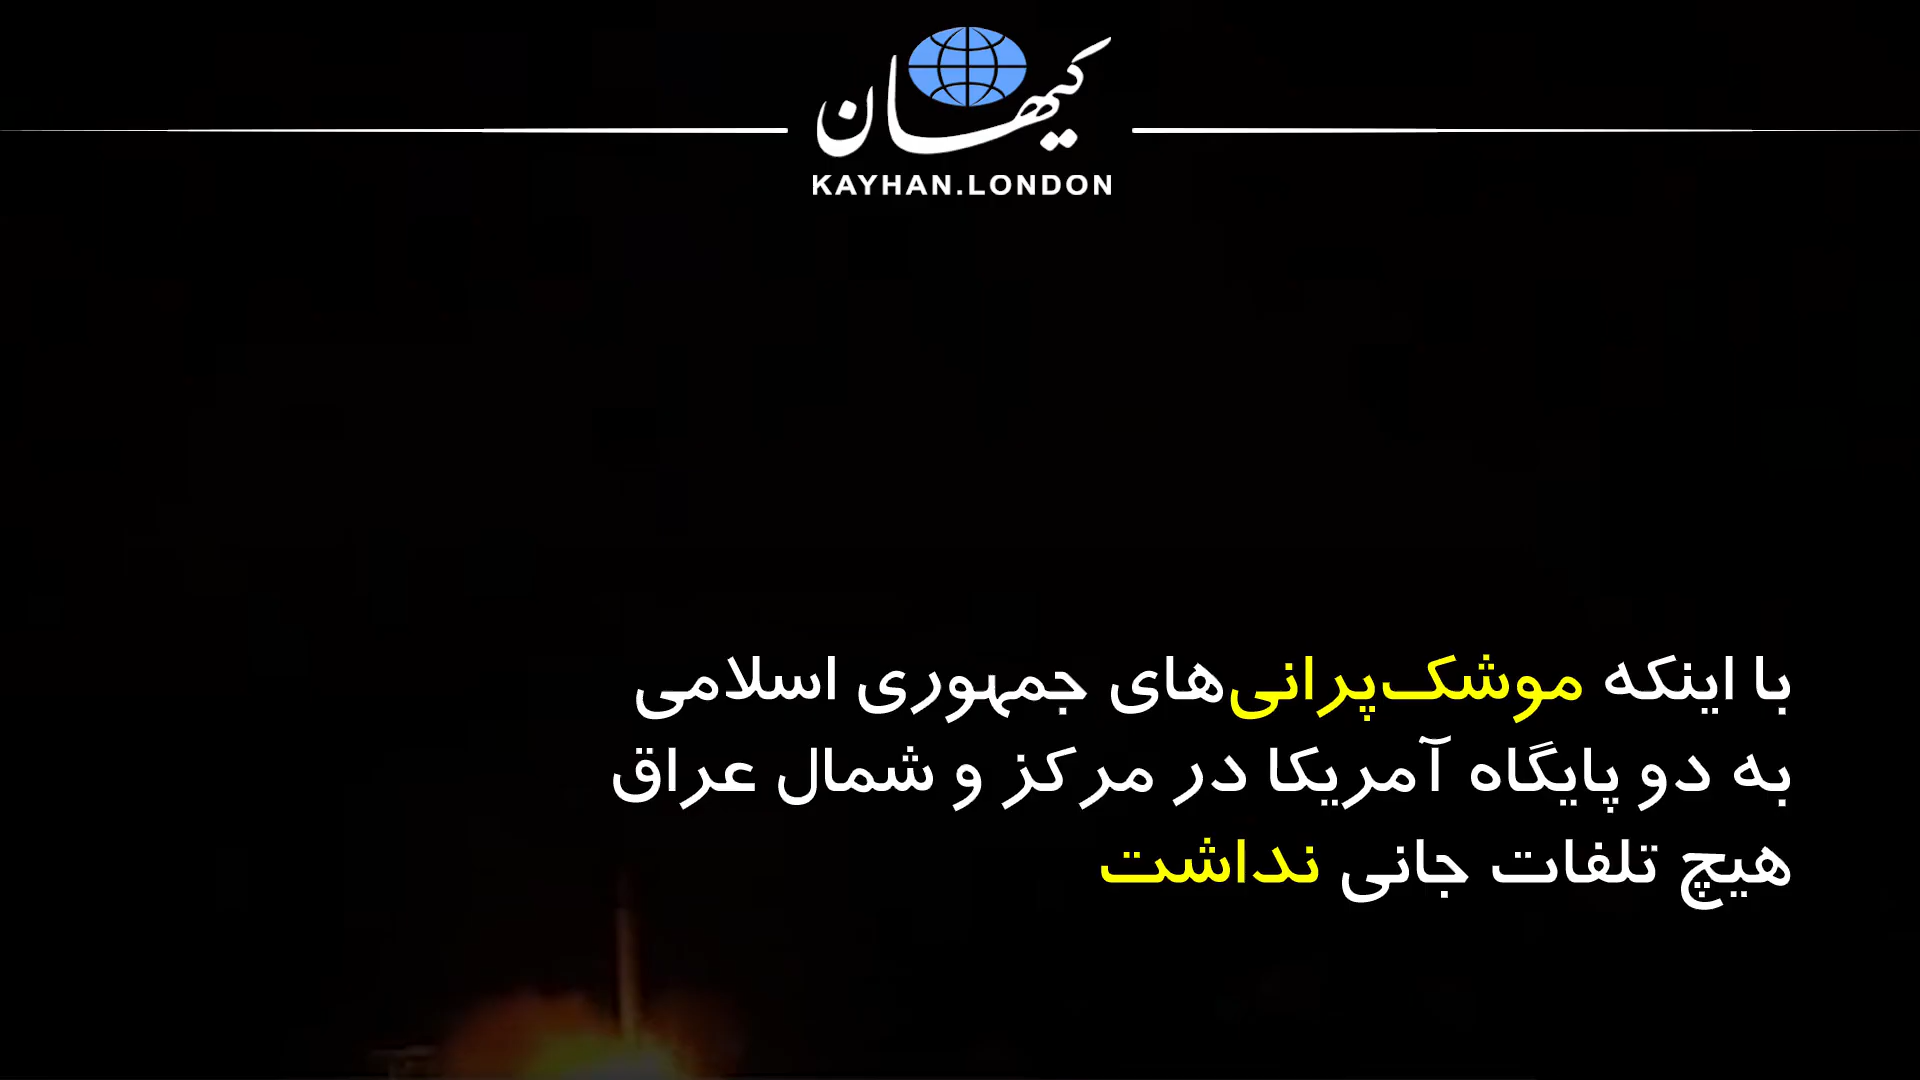 کیهان
KAYHAN.LONDON
با اینکه موشک‌پرانی‌های جمهوری اسلامی
به دو پایگاه آمریکا در مرکز و شمال عراق
هیچ تلفات جانی نداشت